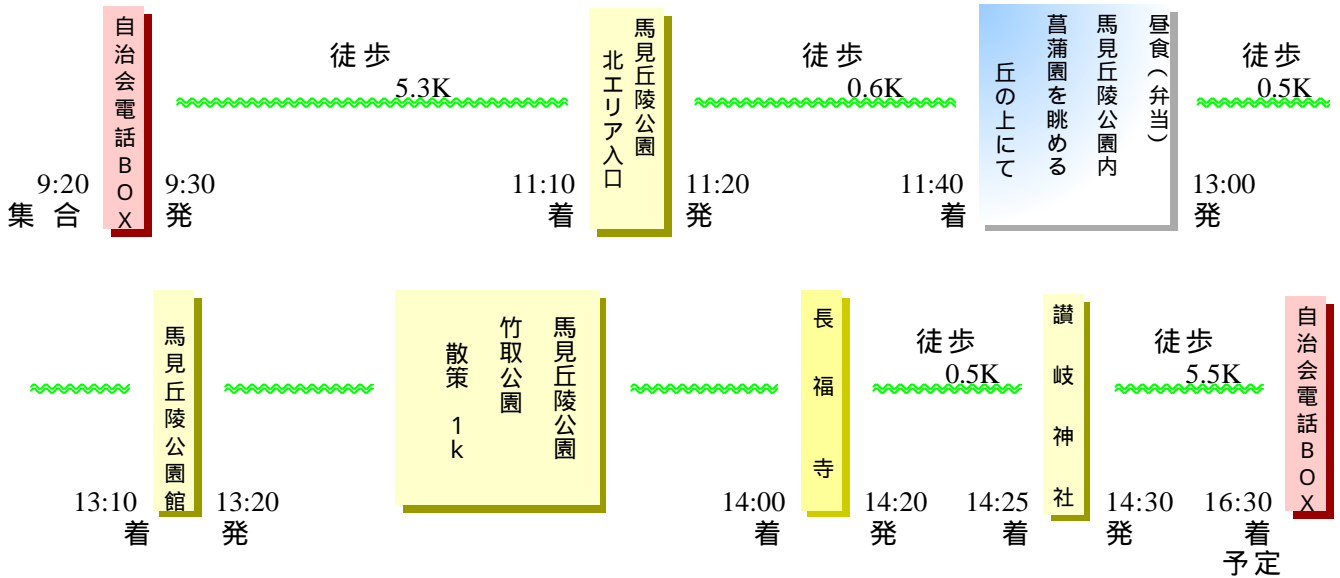 自治会電話BOX
9:20
集 合
9:30
発
徒歩
5.3K
11:10
着
馬見丘陵公園
北エリア入口
11:20
発
徒歩
0.6K
11:40
着
昼食(弁当)
馬見丘陵公園内
菖蒲園を眺める
丘の上にて
13:00
発
徒歩
0.5K
13:10
着
馬見丘陵公園館
13:20
発
馬見丘陵公園
竹取公園
散策 1k
14:00
着
長福寺
14:20
発
徒歩
0.5K
14:25
着
讃岐神社
14:30
発
徒歩
5.5K
16:30
着
予定
自治会電話BOX